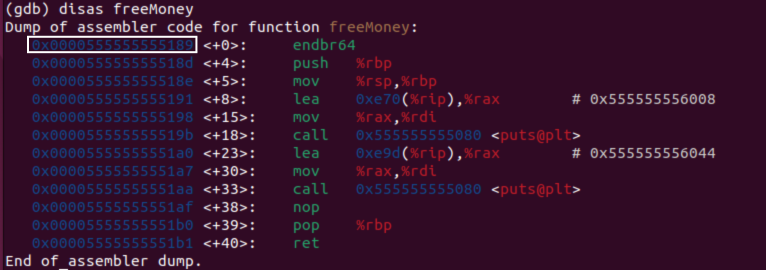 (gdb) disas freeMoney
Dump of assembler code for function freeMoney:
0x0000555555555189 <+0>: endbr64
0x000055555555518d <+4>: push %rbp
0x000055555555518e <+5>: mov %rsp,%rbp
0x0000555555555191 <+8>: lea 0xe70(%rip),%rax # 0x555555556008
0x0000555555555198 <+15>: mov %rax,%rdi
0x000055555555519b <+18>: call 0x555555555080 <puts@plt>
0x00005555555551a0 <+23>: lea 0xe9d(%rip),%rax # 0x555555556044
0x00005555555551a7 <+30>: mov %rax,%rdi
0x00005555555551aa <+33>: call 0x555555555080 <puts@plt>
0x00005555555551af <+38>: nop
0x00005555555551b0 <+39>: pop %rbp
0x00005555555551b1 <+40>: ret
End of assembler dump.